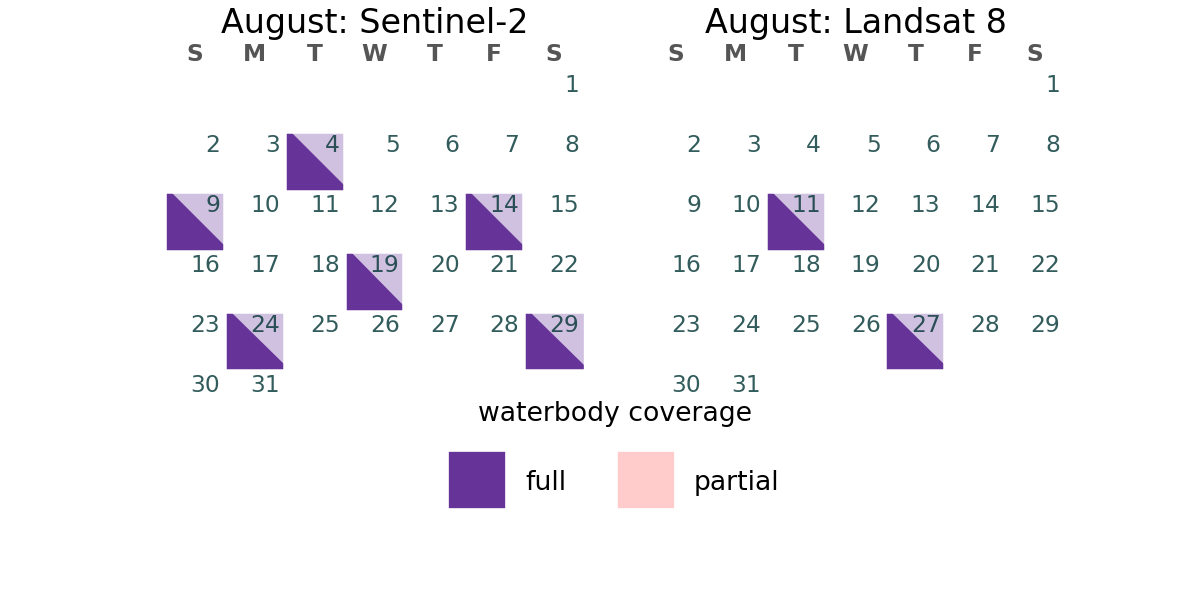 August: Sentinel-2
S M T W T F S
1
2 3 4 5 6 7 8
9 10 11 12 13 14 15
16 17 18 19 20 21 22
23 24 25 26 27 28 29
30 31
August: Landsat 8
S M T W T F S
1
2 3 4 5 6 7 8
9 10 11 12 13 14 15
16 17 18 19 20 21 22
23 24 25 26 27 28 29
30 31
waterbody coverage
full
partial